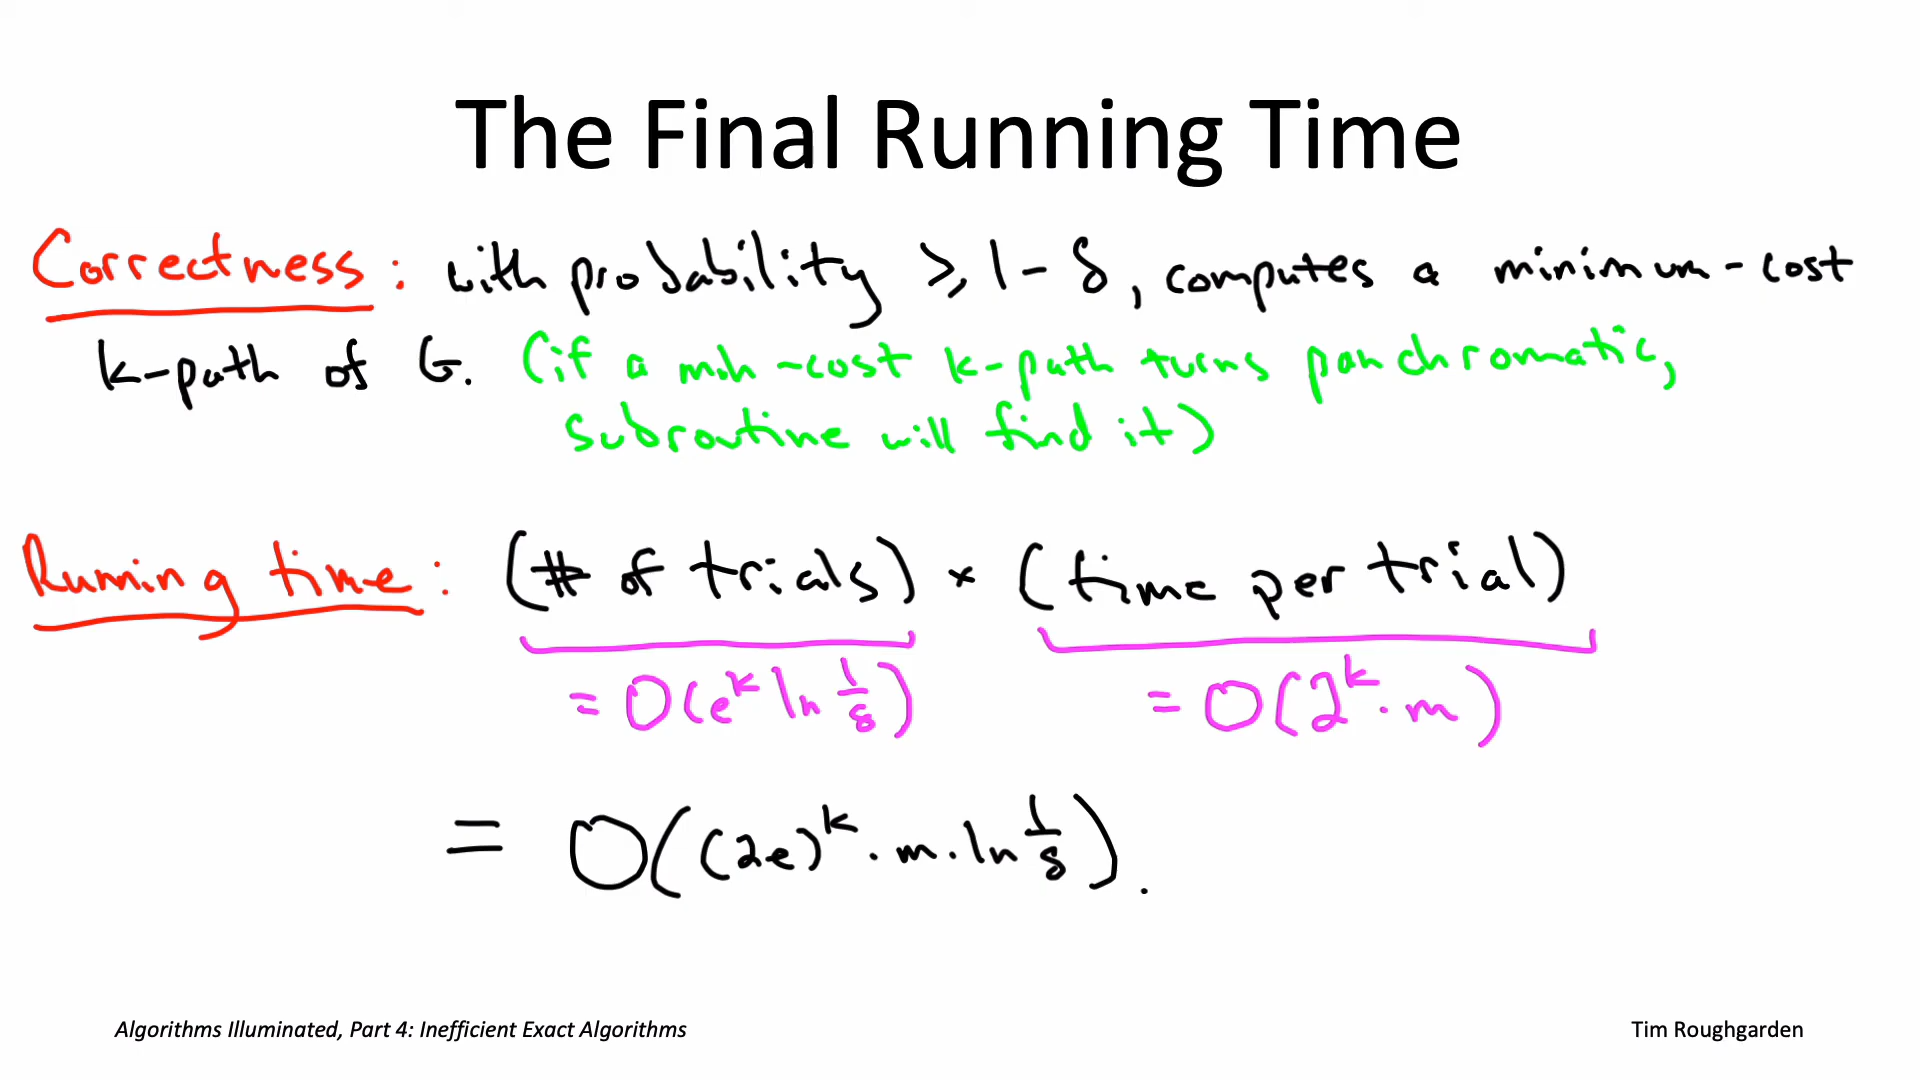 The Final Running Time
Correctness: with probability ≥ 1 - δ, computes a minimum-cost
k-path of G. (if a min-cost k-path turns panchromatic,
subroutine will find it)
Running time: (# of trials) × (time per trial)
= O(e^k ln 1/δ) = O(2^k · m)
= O((2e)^k · m · ln 1/δ).
Algorithms Illuminated, Part 4: Inefficient Exact Algorithms Tim Roughgarden